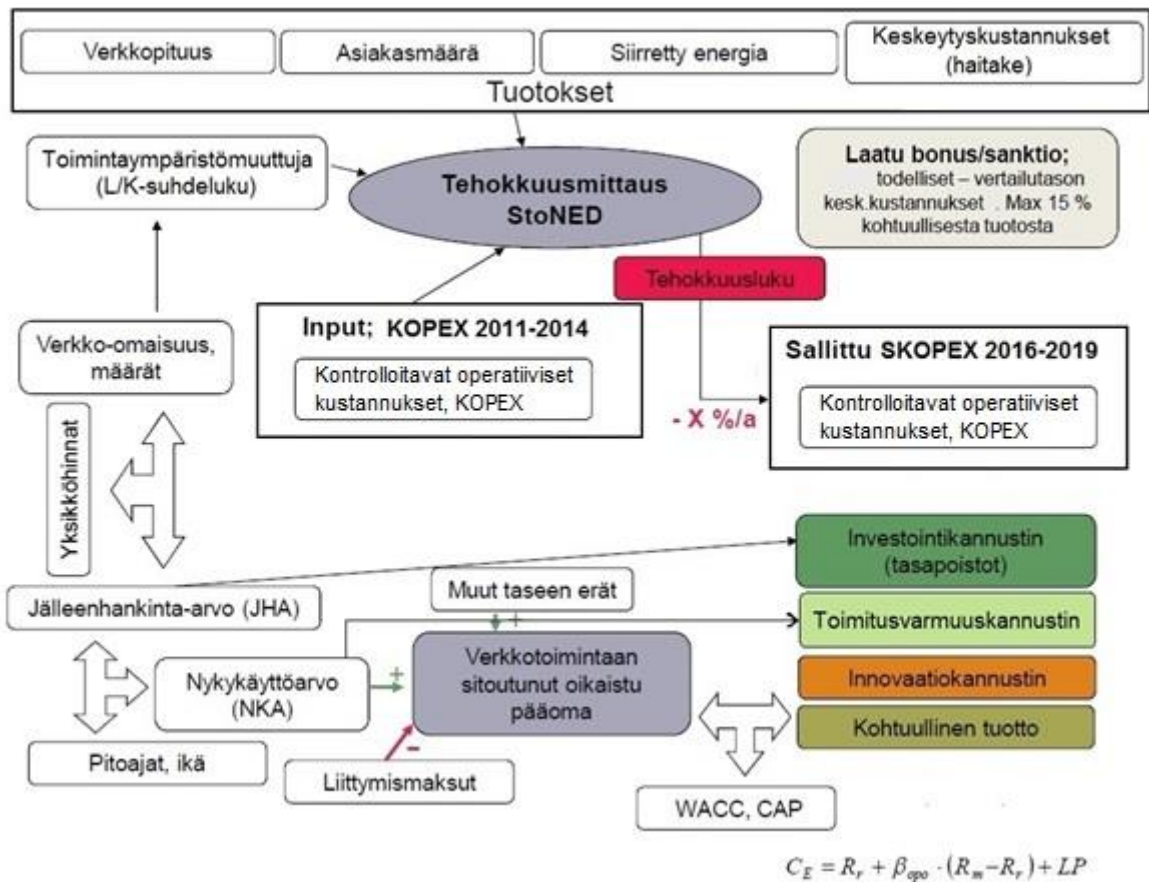 Verkkopituus
Asiakasmäärä
Siirretty energia
Keskeytyskustannukset
(haitake)
Tuotokset
Toimintaympäristömuuttuja
(L/K-suhdeluku)
Tehokkuusmittaus
StoNED
Laatu bonus/sanktio;
todelliset – vertailutason
kesk.kustannukset . Max 15 %
kohtuullisesta tuotosta
Tehokkuusluku
Input; KOPEX 2011-2014
Kontrolloitavat operatiiviset
kustannukset, KOPEX
- X %/a
Sallittu SKOPEX 2016-2019
Kontrolloitavat operatiiviset
kustannukset, KOPEX
Verkko-omaisuus,
määrät
Yksikköhinnat
Jälleenhankinta-arvo (JHA)
Muut taseen erät
+
Investointikannustin
(tasapoistot)
Toimitusvarmuuskannustin
Innovaatiokannustin
Kohtuullinen tuotto
Nykykäyttöarvo
(NKA)
+
Verkkotoimintaan
sitoutunut oikaistu
pääoma
-
Pitoajat, ikä
Liittymismaksut
WACC, CAP
C_E = R_r + β_opo · (R_m – R_r) + LP